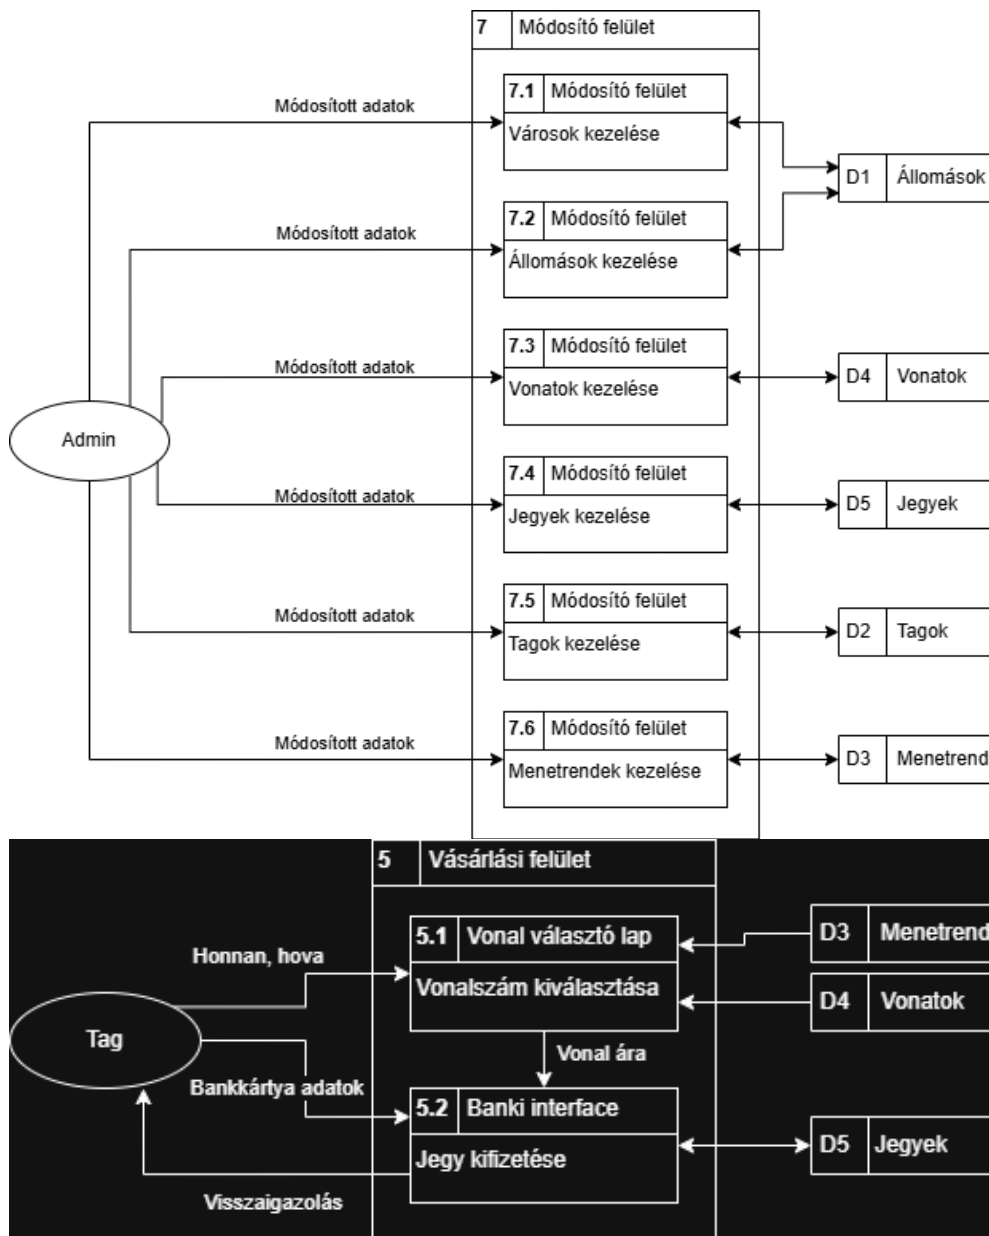 7 Módosító felület
7.1 Módosító felület
Módosított adatok
Városok kezelése
D1 Állomások
7.2 Módosító felület
Módosított adatok
Állomások kezelése
7.3 Módosító felület
Módosított adatok
Vonatok kezelése
D4 Vonatok
Admin
7.4 Módosító felület
Módosított adatok
Jegyek kezelése
D5 Jegyek
7.5 Módosító felület
Módosított adatok
Tagok kezelése
D2 Tagok
7.6 Módosító felület
Módosított adatok
Menetrendek kezelése
D3 Menetrend
5 Vásárlási felület
5.1 Vonal választó lap
D3 Menetrend
Honnan, hova
Vonalszám kiválasztása
D4 Vonatok
Tag
Vonal ára
Bankkártya adatok
5.2 Banki interface
Jegy kifizetése
D5 Jegyek
Visszaigazolás